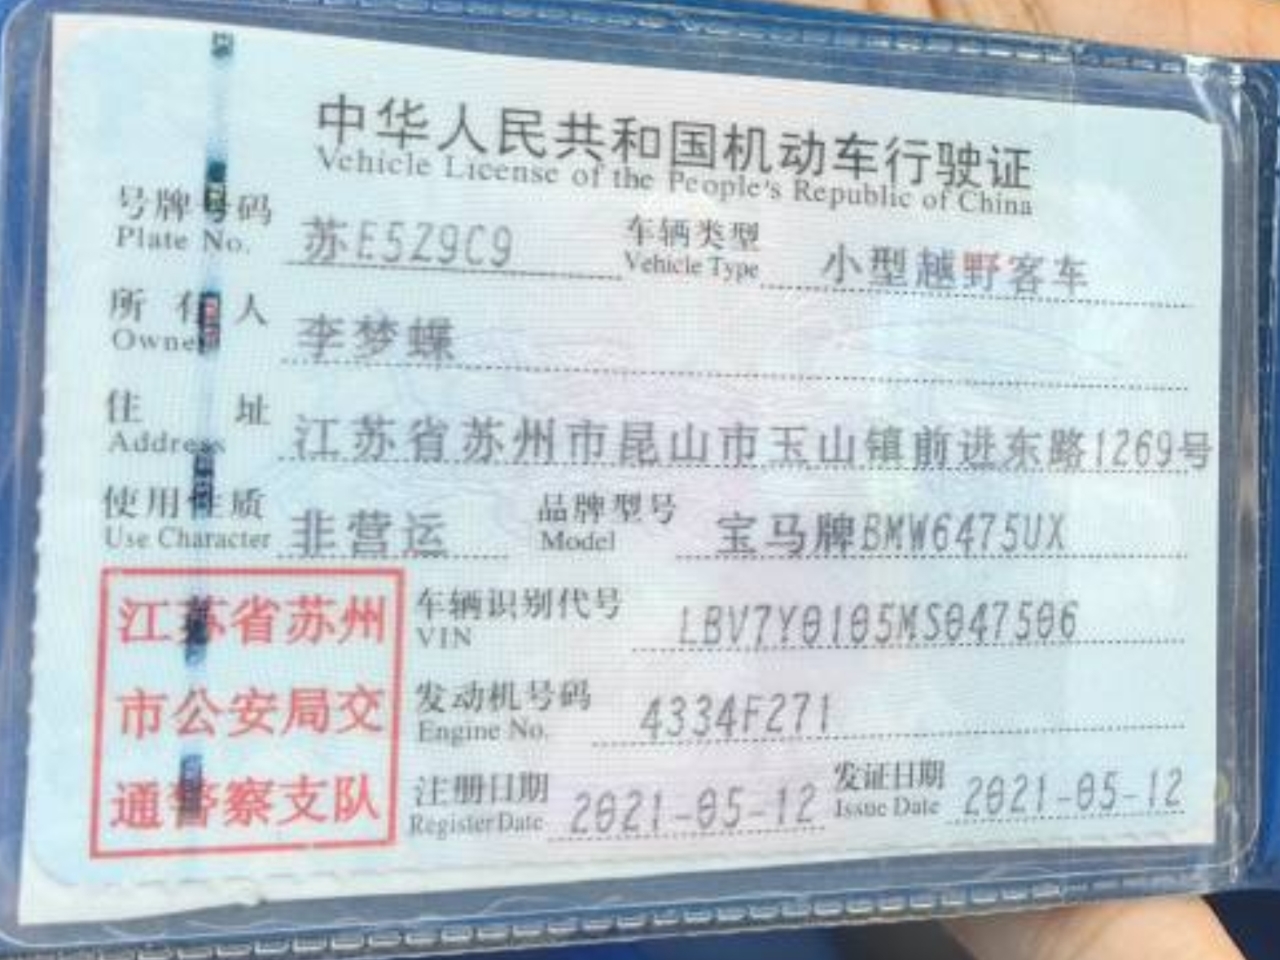 中华人民共和国机动车行驶证
Vehicle License of the People's Republic of China
号牌号码 苏E5Z9C9 车辆类型 小型越野客车
Plate No. Vehicle Type
所有人 李梦蝶
Owner
住址 江苏省苏州市昆山市玉山镇前进东路1269号
Address
使用性质 非营运 品牌型号 宝马牌BMW6475UX
Use Character Model
江苏省苏州
市公安局交
通警察支队
车辆识别代号 LBV7Y0105MS047506
VIN
发动机号码 4334F271
Engine No.
注册日期 2021-05-12 发证日期 2021-05-12
Register Date Issue Date